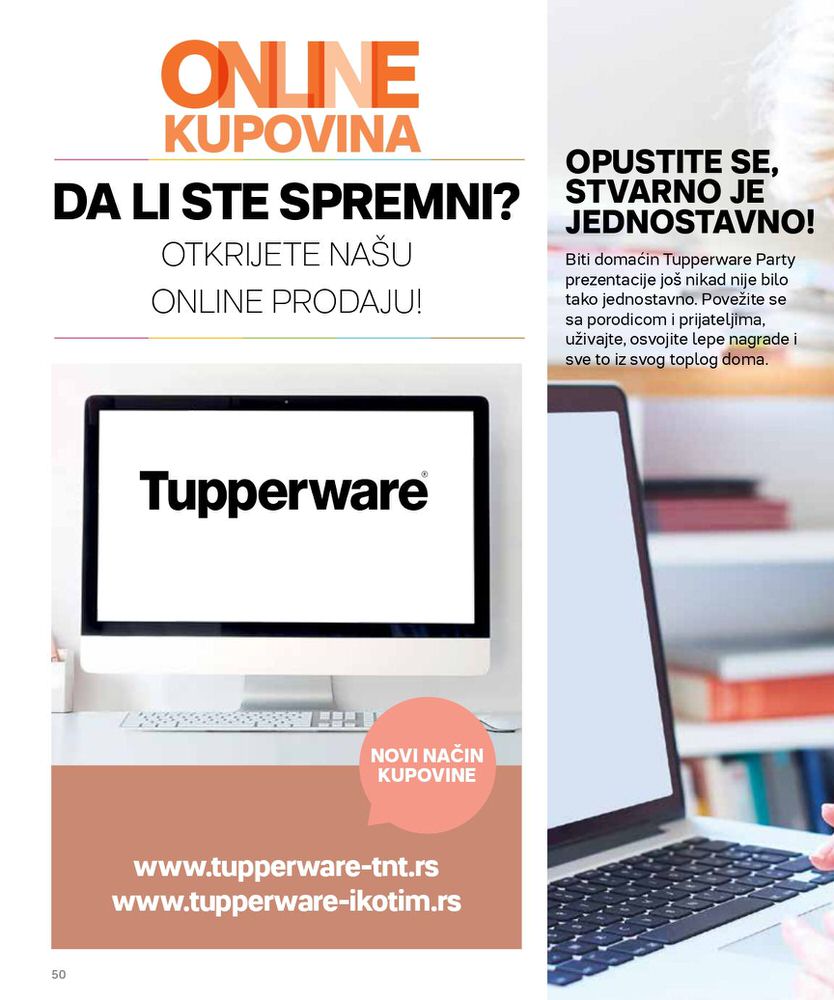 ONLINE
KUPOVINA
DA LI STE SPREMNI?
OTKRIJETE NAŠU
ONLINE PRODAJU!
Tupperware®
NOVI NAČIN
KUPOVINE
www.tupperware-tnt.rs
www.tupperware-ikotim.rs
50
OPUSTITE SE,
STVARNO JE
JEDNOSTAVNO!
Biti domaćin Tupperware Party
prezentacije još nikad nije bilo
tako jednostavno. Povežite se
sa porodicom i prijateljima,
uživajte, osvojite lepe nagrade i
sve to iz svog toplog doma.